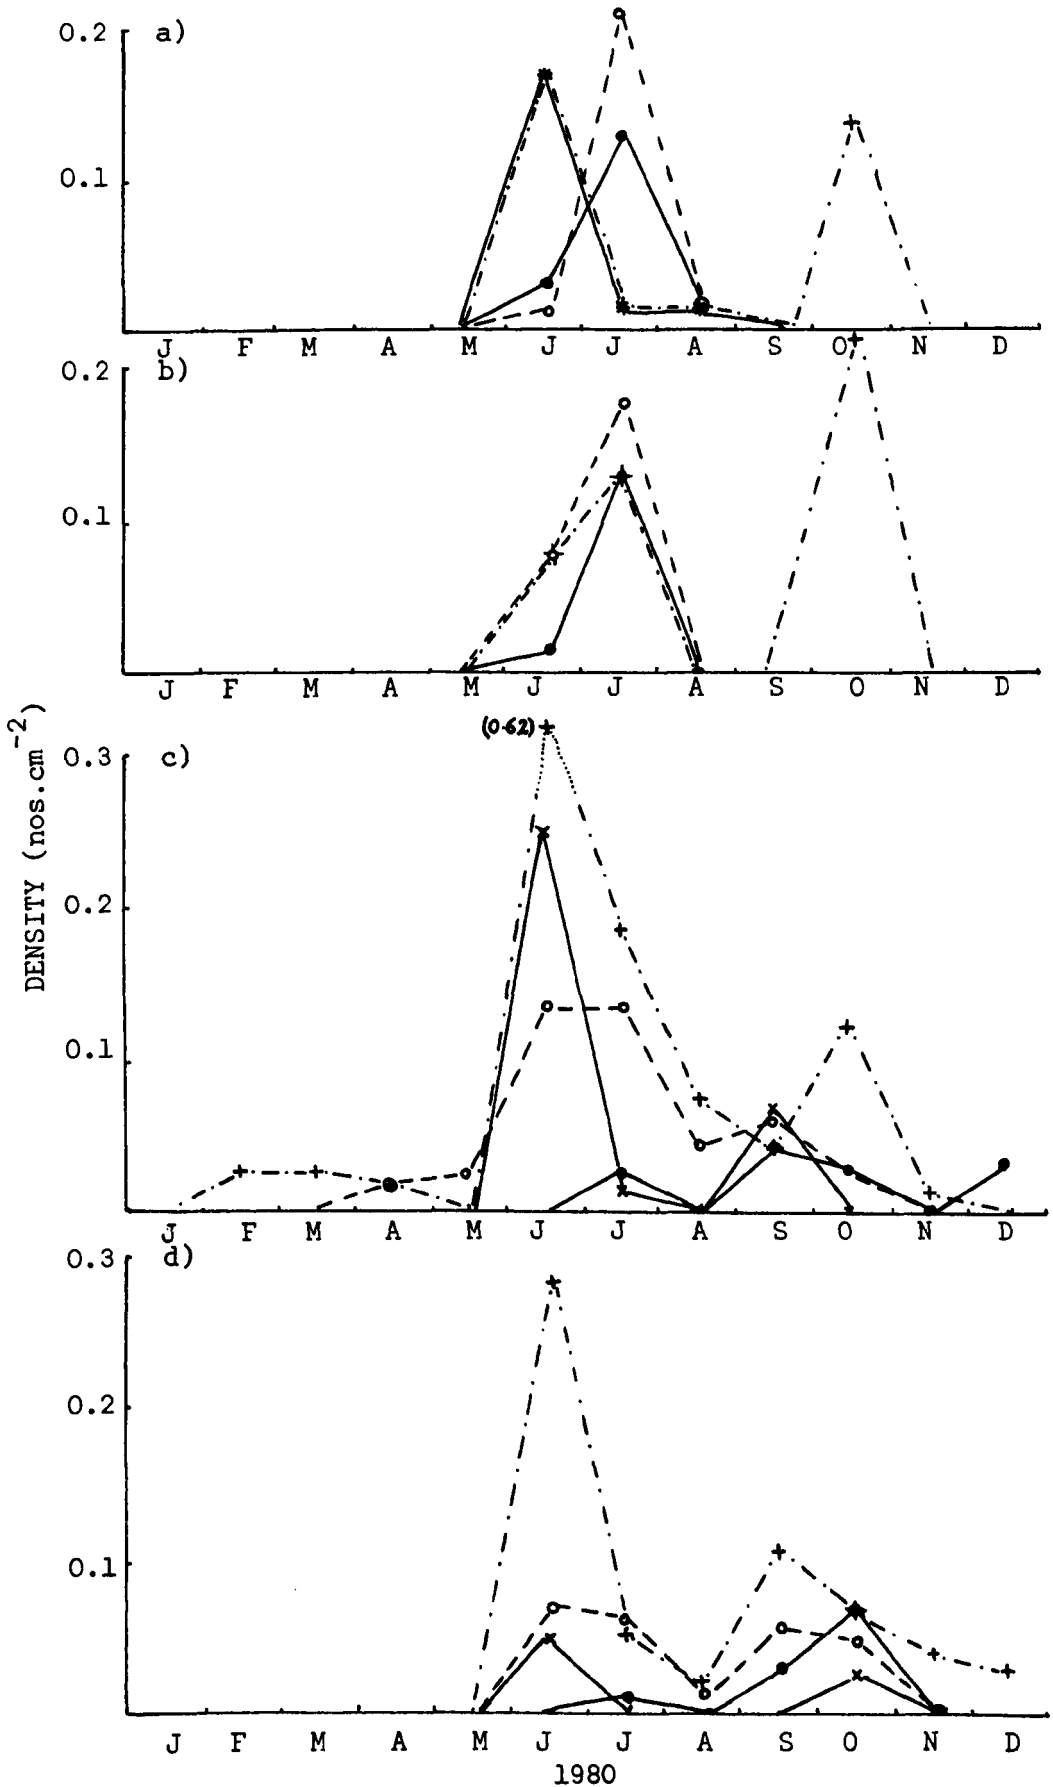 a)
0.2
0.1
J F M A M J J A S O N D
b)
0.2
0.1
J F M A M J J A S O N D
(0.62)
c)
0.3
0.2
0.1
J F M A M J J A S O N D
DENSITY (nos.cm⁻²)
d)
0.3
0.2
0.1
J F M A M J J A S O N D
1980